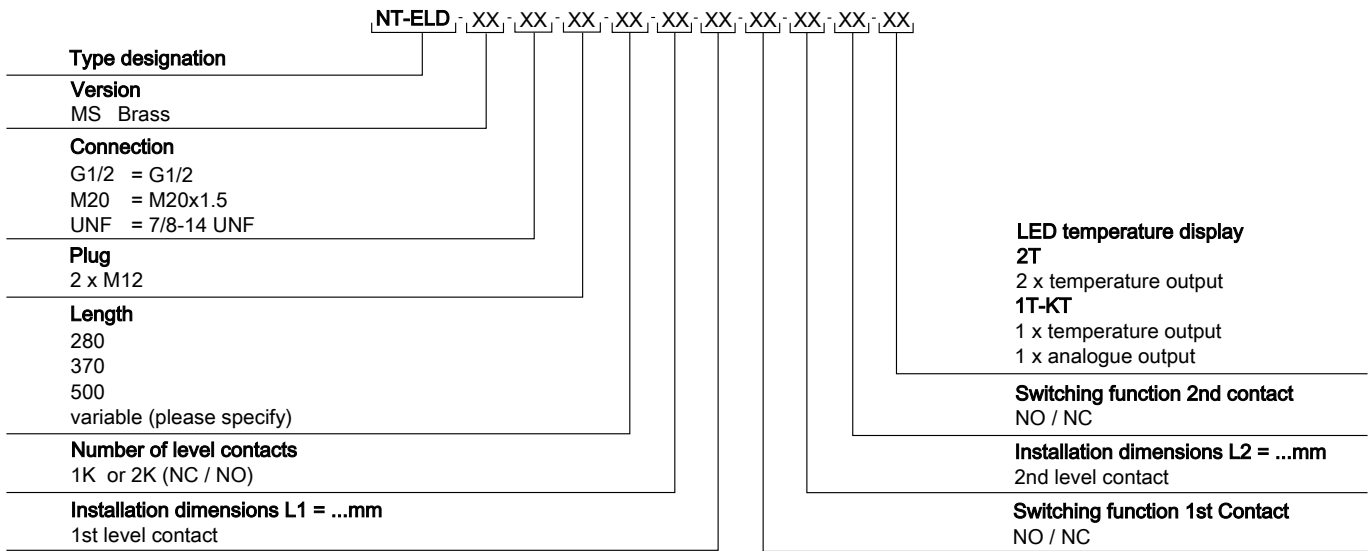 NT-ELD - XX - XX - XX - XX - XX - XX - XX - XX - XX - XX
Type designation
Version
MS Brass
Connection
G1/2 = G1/2
M20 = M20x1.5
UNF = 7/8-14 UNF
Plug
2 x M12
Length
280
370
500
variable (please specify)
Number of level contacts
1K or 2K (NC / NO)
Installation dimensions L1 = ...mm
1st level contact
LED temperature display
2T
2 x temperature output
1T-KT
1 x temperature output
1 x analogue output
Switching function 2nd contact
NO / NC
Installation dimensions L2 = ...mm
2nd level contact
Switching function 1st Contact
NO / NC